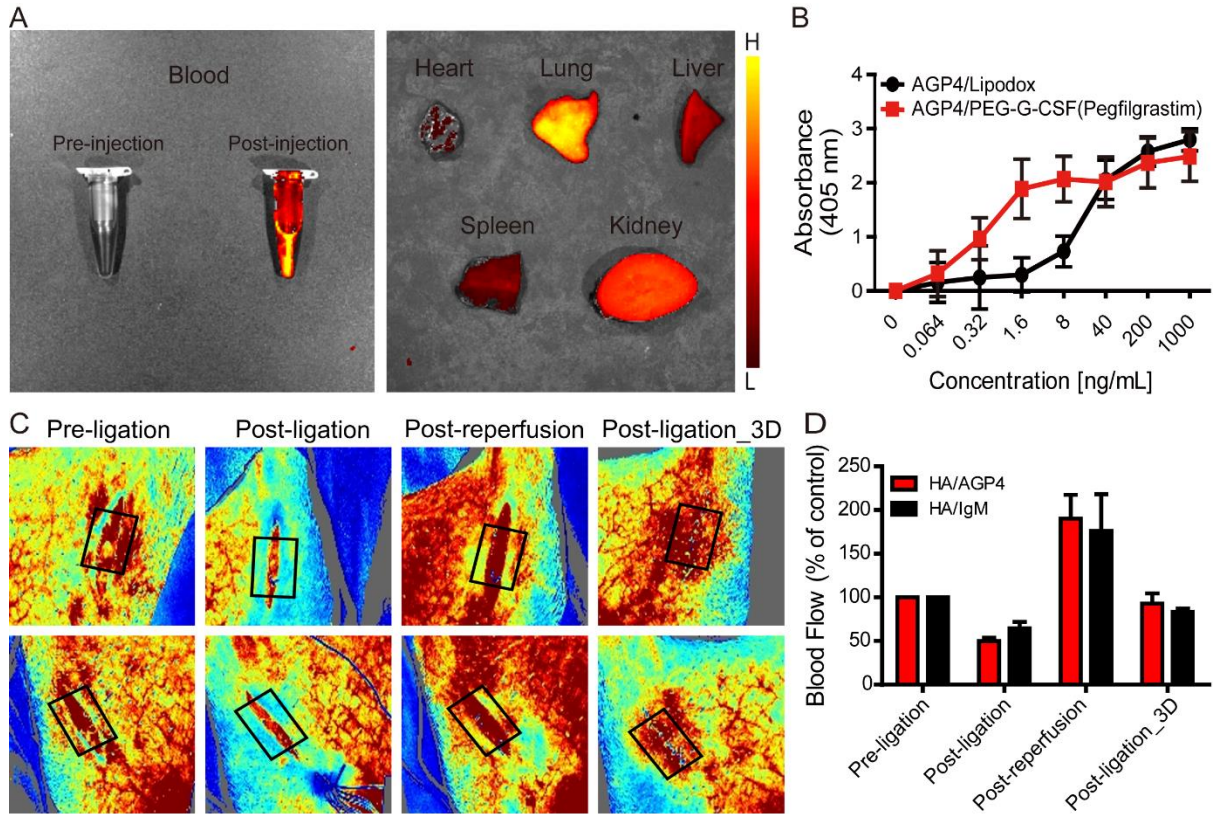 A
Blood
Pre-injection Post-injection
Heart Lung Liver
Spleen Kidney
H
L
B
AGP4/Lipodox
AGP4/PEG-G-CSF(Pegfilgrastim)
Absorbance
(405 nm)
4
3
2
1
0
0 0.064 0.32 1.6 8 40 200 1000
Concentration [ng/mL]
C
Pre-ligation Post-ligation Post-reperfusion Post-ligation_3D
D
Blood Flow (% of control)
250
200
150
100
50
0
HA/AGP4
HA/IgM
Pre-ligation Post-ligation Post-reperfusion Post-ligation_3D